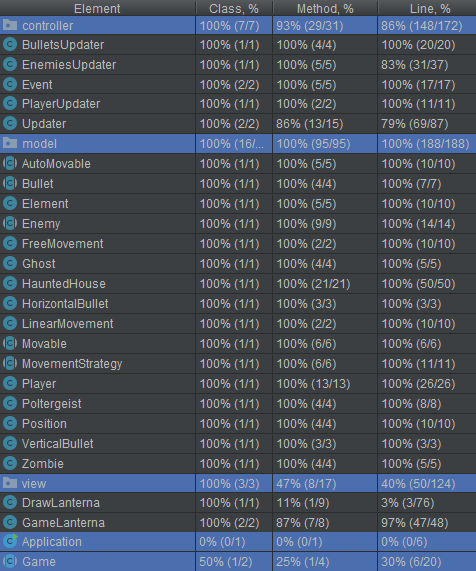 Element Class, % Method, % Line, %
controller 100% (7/7) 93% (29/31) 86% (148/172)
BulletsUpdater 100% (1/1) 100% (4/4) 100% (20/20)
EnemiesUpdater 100% (1/1) 100% (5/5) 83% (31/37)
Event 100% (2/2) 100% (5/5) 100% (17/17)
PlayerUpdater 100% (1/1) 100% (2/2) 100% (11/11)
Updater 100% (2/2) 86% (13/15) 79% (69/87)
model 100% (16/... 100% (95/95) 100% (188/188)
AutoMovable 100% (1/1) 100% (5/5) 100% (10/10)
Bullet 100% (1/1) 100% (4/4) 100% (7/7)
Element 100% (1/1) 100% (5/5) 100% (10/10)
Enemy 100% (1/1) 100% (9/9) 100% (14/14)
FreeMovement 100% (1/1) 100% (2/2) 100% (10/10)
Ghost 100% (1/1) 100% (4/4) 100% (5/5)
HauntedHouse 100% (1/1) 100% (21/21) 100% (50/50)
HorizontalBullet 100% (1/1) 100% (3/3) 100% (3/3)
LinearMovement 100% (1/1) 100% (2/2) 100% (10/10)
Movable 100% (1/1) 100% (6/6) 100% (6/6)
MovementStrategy 100% (1/1) 100% (6/6) 100% (11/11)
Player 100% (1/1) 100% (13/13) 100% (26/26)
Poltergeist 100% (1/1) 100% (4/4) 100% (8/8)
Position 100% (1/1) 100% (4/4) 100% (10/10)
VerticalBullet 100% (1/1) 100% (3/3) 100% (3/3)
Zombie 100% (1/1) 100% (4/4) 100% (5/5)
view 100% (3/3) 47% (8/17) 40% (50/124)
DrawLanterna 100% (1/1) 11% (1/9) 3% (3/76)
GameLanterna 100% (2/2) 87% (7/8) 97% (47/48)
Application 0% (0/1) 0% (0/1) 0% (0/6)
Game 50% (1/2) 25% (1/4) 30% (6/20)